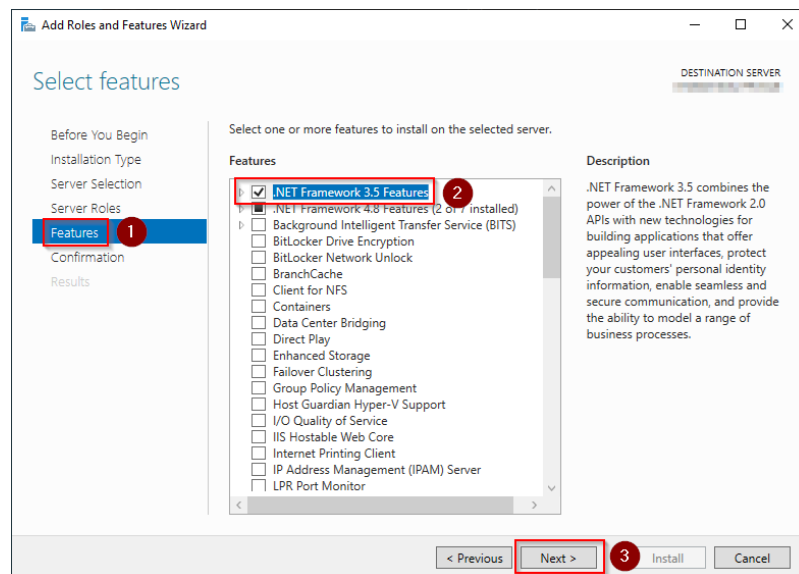 Add Roles and Features Wizard
Select features
DESTINATION SERVER
Before You Begin
Installation Type
Server Selection
Server Roles
Features
1
Confirmation
Results
Select one or more features to install on the selected server.
Features
.NET Framework 3.5 Features
2
.NET Framework 4.8 Features (2 of 7 installed)
Background Intelligent Transfer Service (BITS)
BitLocker Drive Encryption
BitLocker Network Unlock
BranchCache
Client for NFS
Containers
Data Center Bridging
Direct Play
Enhanced Storage
Failover Clustering
Group Policy Management
Host Guardian Hyper-V Support
I/O Quality of Service
IIS Hostable Web Core
Internet Printing Client
IP Address Management (IPAM) Server
LPR Port Monitor
Description
.NET Framework 3.5 combines the
power of the .NET Framework 2.0
APIs with new technologies for
building applications that offer
appealing user interfaces, protect
your customers' personal identity
information, enable seamless and
secure communication, and provide
the ability to model a range of
business processes.
< Previous
Next >
3
Install
Cancel